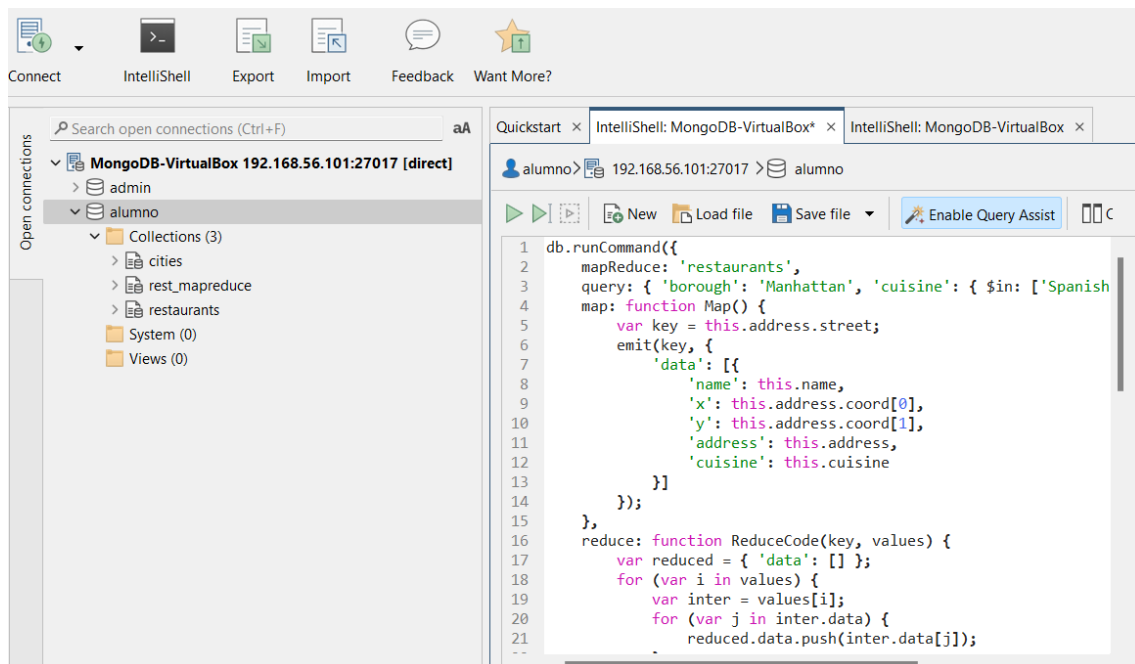 Connect
IntelliShell
Export
Import
Feedback
Want More?
Open connections
Search open connections (Ctrl+F)
aA
MongoDB-VirtualBox 192.168.56.101:27017 [direct]
admin
alumno
Collections (3)
cities
rest_mapreduce
restaurants
System (0)
Views (0)
Quickstart × IntelliShell: MongoDB-VirtualBox* × IntelliShell: MongoDB-VirtualBox ×
alumno 192.168.56.101:27017 alumno
New Load file Save file Enable Query Assist C
1 db.runCommand({
2     mapReduce: 'restaurants',
3     query: { 'borough': 'Manhattan', 'cuisine': { $in: ['Spanish
4     map: function Map() {
5         var key = this.address.street;
6         emit(key, {
7             'data': [{
8                 'name': this.name,
9                 'x': this.address.coord[0],
10                 'y': this.address.coord[1],
11                 'address': this.address,
12                 'cuisine': this.cuisine
13             }]
14         });
15     },
16     reduce: function ReduceCode(key, values) {
17         var reduced = { 'data': [] };
18         for (var i in values) {
19             var inter = values[i];
20             for (var j in inter.data) {
21                 reduced.data.push(inter.data[j]);